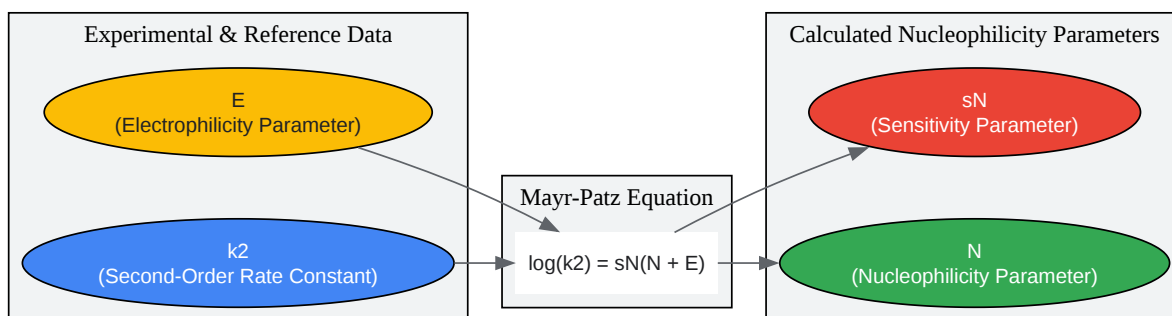 Experimental & Reference Data
E
(Electrophilicity Parameter)
k2
(Second-Order Rate Constant)
Mayr-Patz Equation
log(k2) = sN(N + E)
Calculated Nucleophilicity Parameters
sN
(Sensitivity Parameter)
N
(Nucleophilicity Parameter)